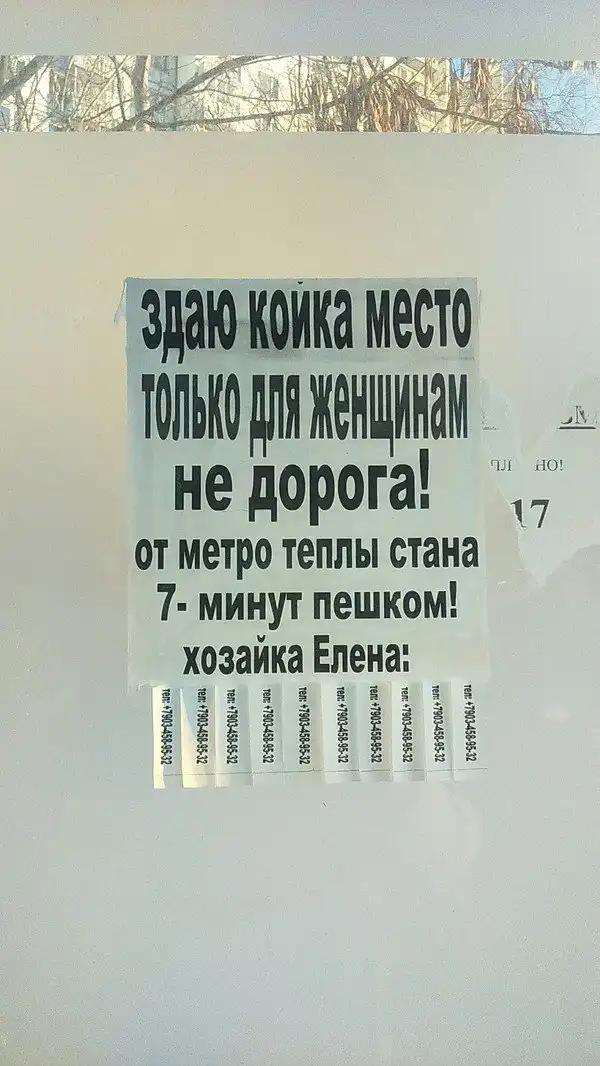 здаю койка место
только для женщинам
не дорога!
от метро теплы стана
7- минут пешком!
хозайка Елена:
тел: +7903-458-95-32
тел: +7903-458-95-32
тел: +7903-458-95-32
тел: +7903-458-95-32
тел: +7903-458-95-32
тел: +7903-458-95-32
тел: +7903-458-95-32
тел: +7903-458-95-32
тел: +7903-458-95-32
тел: +7903-458-95-32
НО!
17